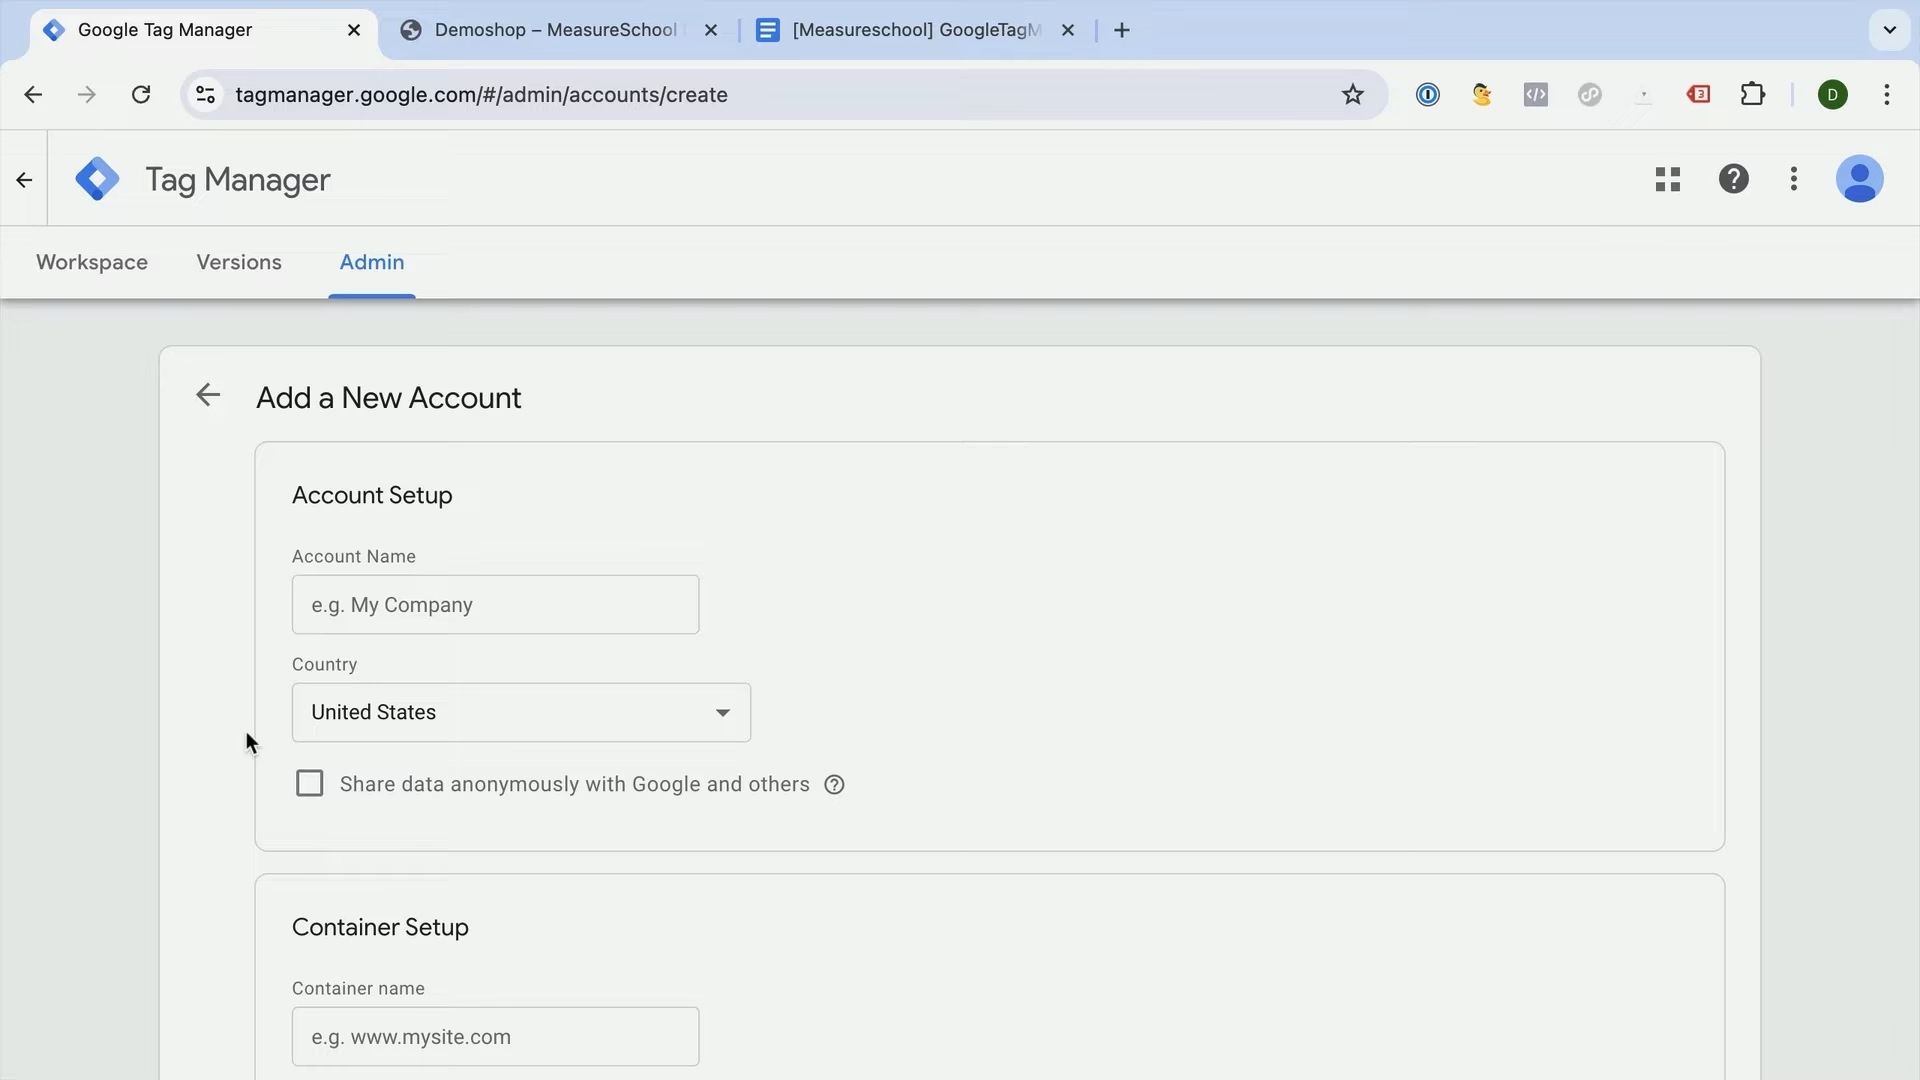 Google Tag Manager
Demoshop – MeasureSchool
[Measureschool] GoogleTagM
tagmanager.google.com/#/admin/accounts/create
3
D
Tag Manager
Workspace
Versions
Admin
Add a New Account
Account Setup
Account Name
e.g. My Company
Country
United States
Share data anonymously with Google and others
Container Setup
Container name
e.g. www.mysite.com